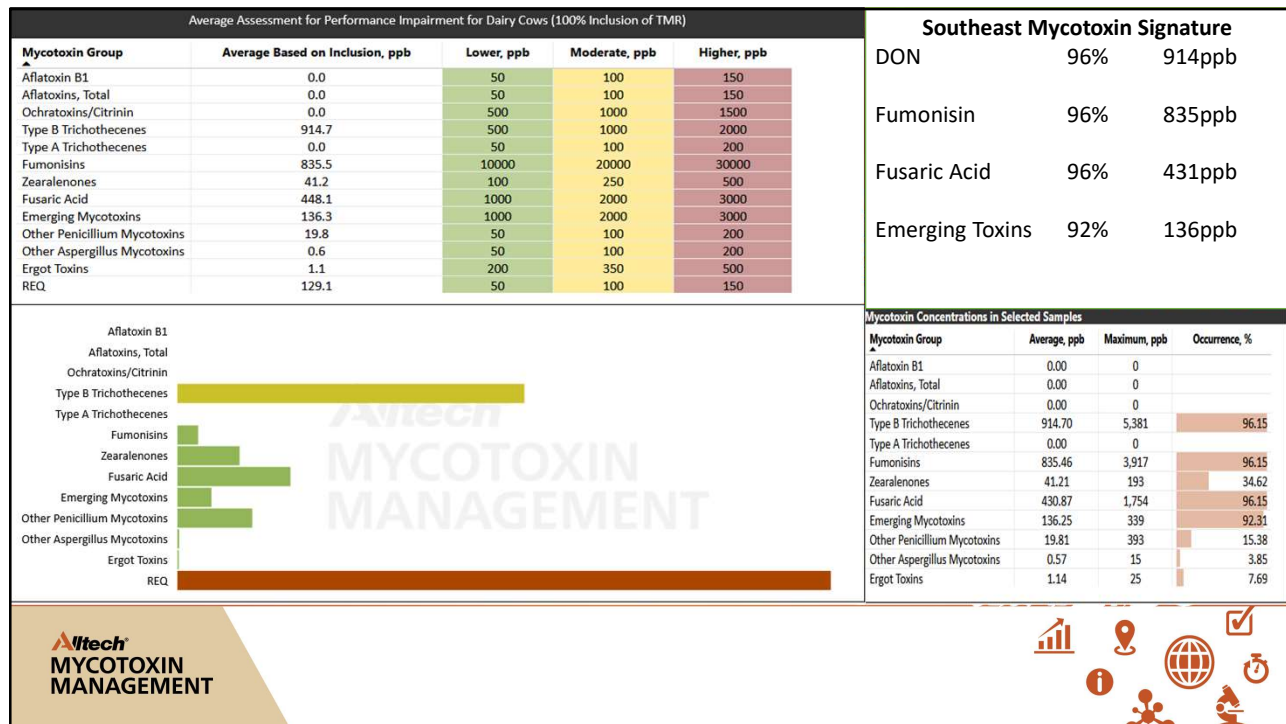 Average Assessment for Performance Impairment for Dairy Cows (100% Inclusion of TMR)
Mycotoxin Group Average Based on Inclusion, ppb Lower, ppb Moderate, ppb Higher, ppb
Aflatoxin B1 0.0 50 100 150
Aflatoxins, Total 0.0 50 100 150
Ochratoxins/Citrinin 0.0 500 1000 1500
Type B Trichothecenes 914.7 500 1000 2000
Type A Trichothecenes 0.0 50 100 200
Fumonisins 835.5 10000 20000 30000
Zearalenones 41.2 100 250 500
Fusaric Acid 448.1 1000 2000 3000
Emerging Mycotoxins 136.3 1000 2000 3000
Other Penicillium Mycotoxins 19.8 50 100 200
Other Aspergillus Mycotoxins 0.6 50 100 200
Ergot Toxins 1.1 200 350 500
REQ 129.1 50 100 150
Southeast Mycotoxin Signature
DON 96% 914ppb
Fumonisin 96% 835ppb
Fusaric Acid 96% 431ppb
Emerging Toxins 92% 136ppb
Aflatoxin B1
Aflatoxins, Total
Ochratoxins/Citrinin
Type B Trichothecenes
Type A Trichothecenes
Fumonisins
Zearalenones
Fusaric Acid
Emerging Mycotoxins
Other Penicillium Mycotoxins
Other Aspergillus Mycotoxins
Ergot Toxins
REQ
Alltech
MYCOTOXIN
MANAGEMENT
Mycotoxin Concentrations in Selected Samples
Mycotoxin Group Average, ppb Maximum, ppb Occurrence, %
Aflatoxin B1 0.00 0
Aflatoxins, Total 0.00 0
Ochratoxins/Citrinin 0.00 0
Type B Trichothecenes 914.70 5,381 96.15
Type A Trichothecenes 0.00 0
Fumonisins 835.46 3,917 96.15
Zearalenones 41.21 193 34.62
Fusaric Acid 430.87 1,754 96.15
Emerging Mycotoxins 136.25 339 92.31
Other Penicillium Mycotoxins 19.81 393 15.38
Other Aspergillus Mycotoxins 0.57 15 3.85
Ergot Toxins 1.14 25 7.69
Alltech®
MYCOTOXIN
MANAGEMENT